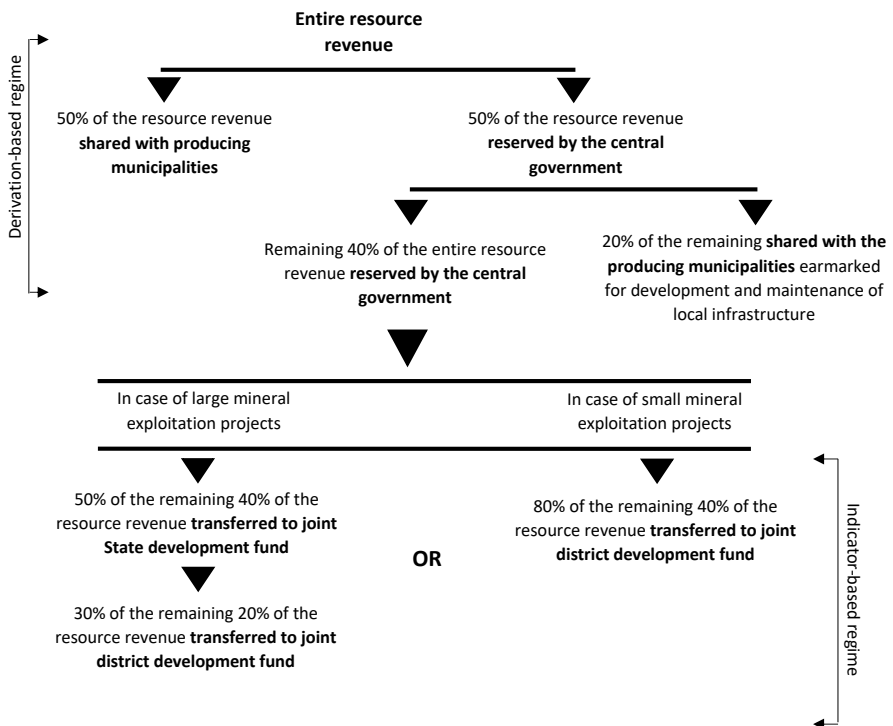 Entire resource
revenue
Derivation-based regime
50% of the resource revenue
shared with producing
municipalities
50% of the resource revenue
reserved by the central
government
Remaining 40% of the entire resource
revenue reserved by the central
government
20% of the remaining shared with the
producing municipalities earmarked
for development and maintenance of
local infrastructure
In case of large mineral
exploitation projects
In case of small mineral
exploitation projects
50% of the remaining 40% of the
resource revenue transferred to joint
State development fund
OR
80% of the remaining 40% of the
resource revenue transferred to joint
district development fund
30% of the remaining 20% of the
resource revenue transferred to joint
district development fund
Indicator-based regime